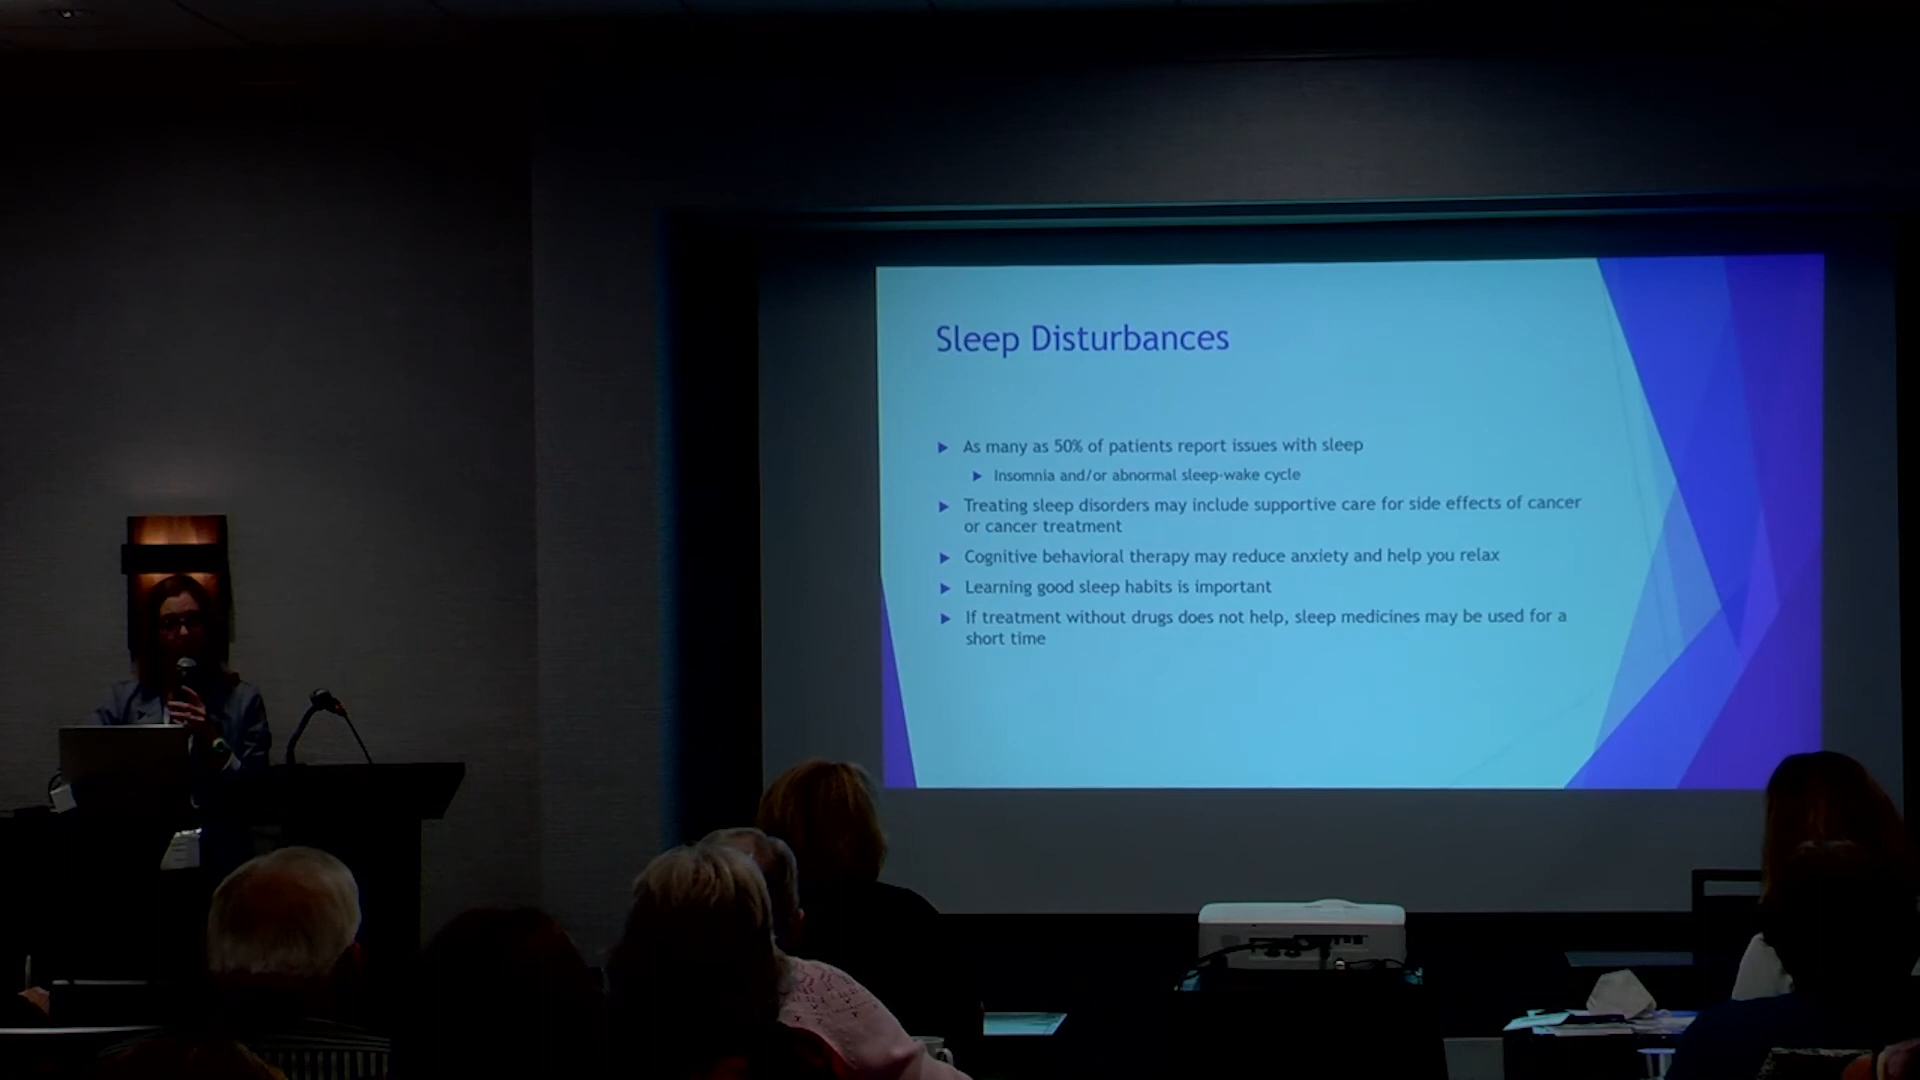 Sleep Disturbances
As many as 50% of patients report issues with sleep
Insomnia and/or abnormal sleep-wake cycle
Treating sleep disorders may include supportive care for side effects of cancer
or cancer treatment
Cognitive behavioral therapy may reduce anxiety and help you relax
Learning good sleep habits is important
If treatment without drugs does not help, sleep medicines may be used for a
short time